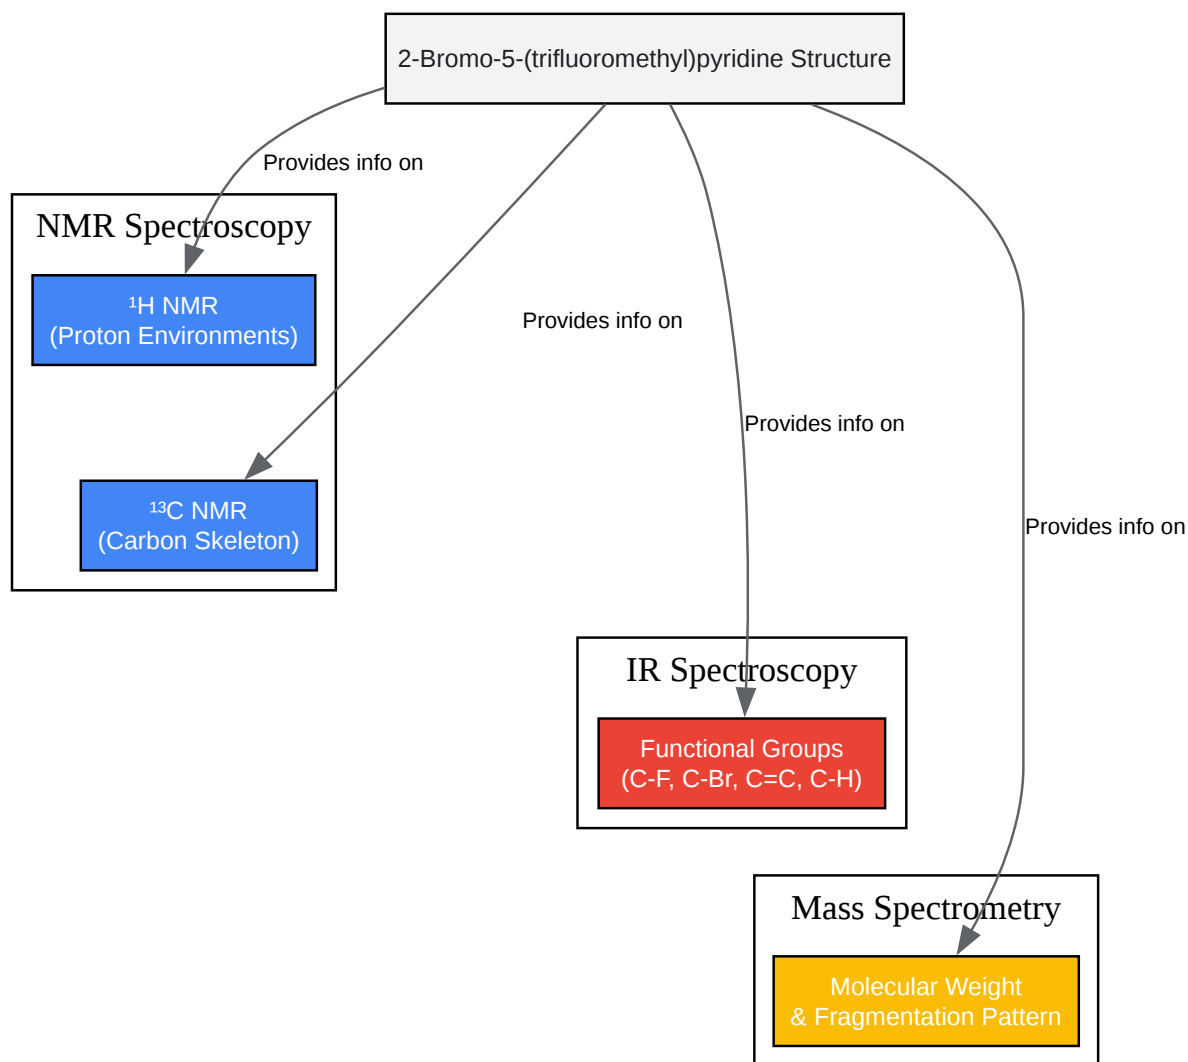 2-Bromo-5-(trifluoromethyl)pyridine Structure
Provides info on
NMR Spectroscopy
¹H NMR
(Proton Environments)
Provides info on
Provides info on
¹³C NMR
(Carbon Skeleton)
Provides info on
IR Spectroscopy
Functional Groups
(C-F, C-Br, C=C, C-H)
Mass Spectrometry
Molecular Weight
& Fragmentation Pattern